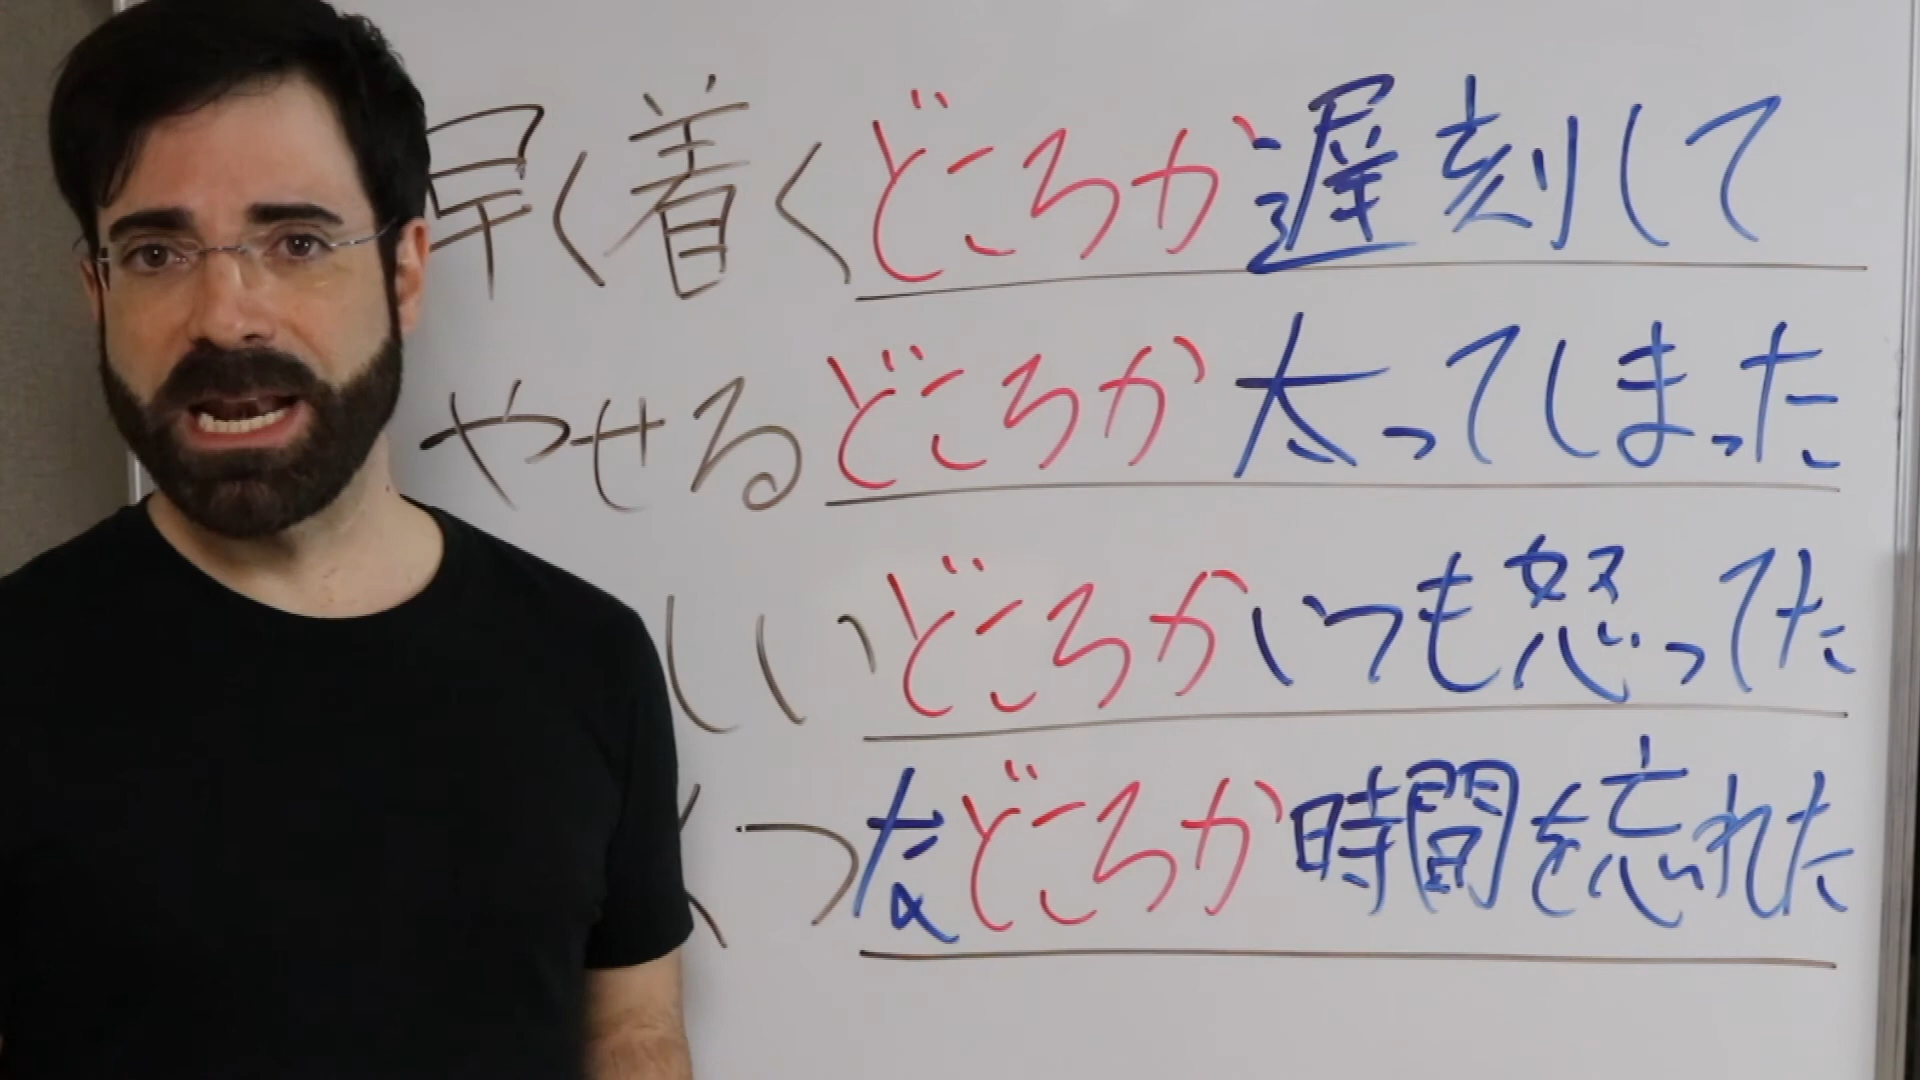 早く着くどころか遅刻して
やせるどころか太ってしまった
しいどころかいつも怒ってた
くつなどころか時間を忘れた